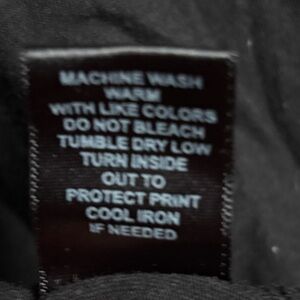 MACHINE WASH
WARM
WITH LIKE COLORS
DO NOT BLEACH
TUMBLE DRY LOW
TURN INSIDE
OUT TO
PROTECT PRINT
COOL IRON
IF NEEDED